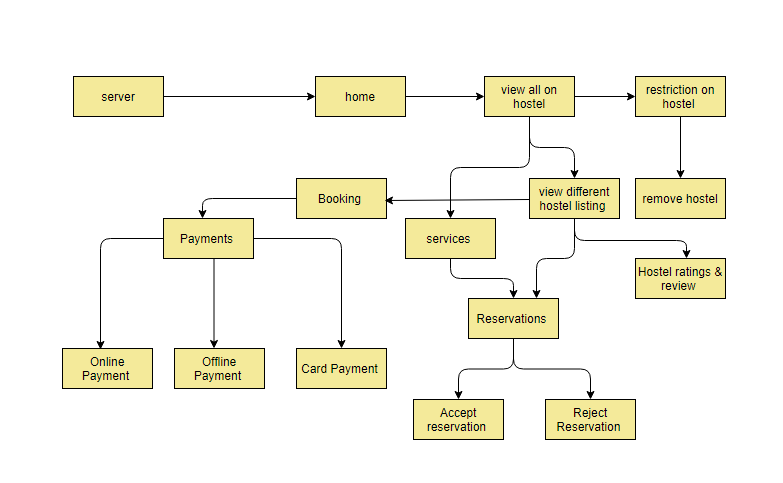 server
home
view all on
hostel
restriction on
hostel
Booking
view different
hostel listing
remove hostel
Payments
services
Hostel ratings &
review
Reservations
Online
Payment
Offline
Payment
Card Payment
Accept
reservation
Reject
Reservation